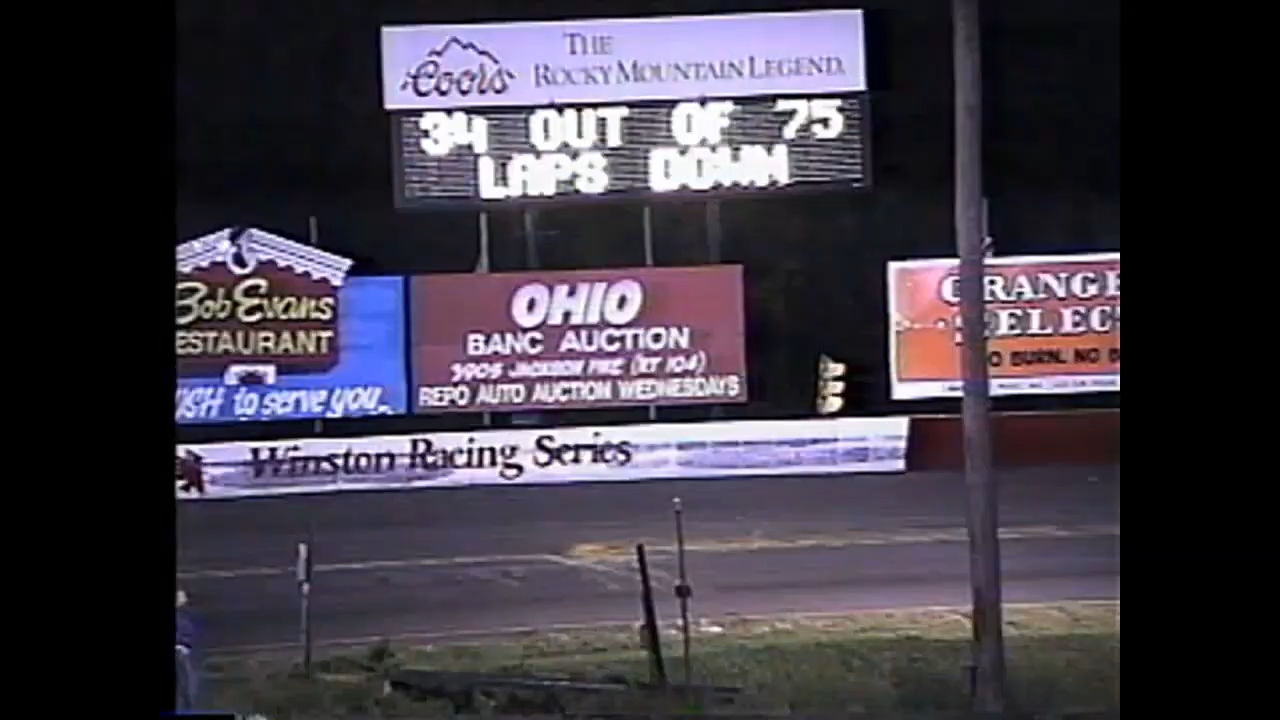 Coors
THE
ROCKY MOUNTAIN LEGEND.
34 OUT OF 75
LAPS DOWN
Bob Evans
ESTAURANT
to serve you
OHIO
BANC AUCTION
3905 JACKSON PIKE (RT 104)
REPO AUTO AUCTION WEDNESDAYS
RANGE
ELEC
BURN. NO
Winston Racing Series